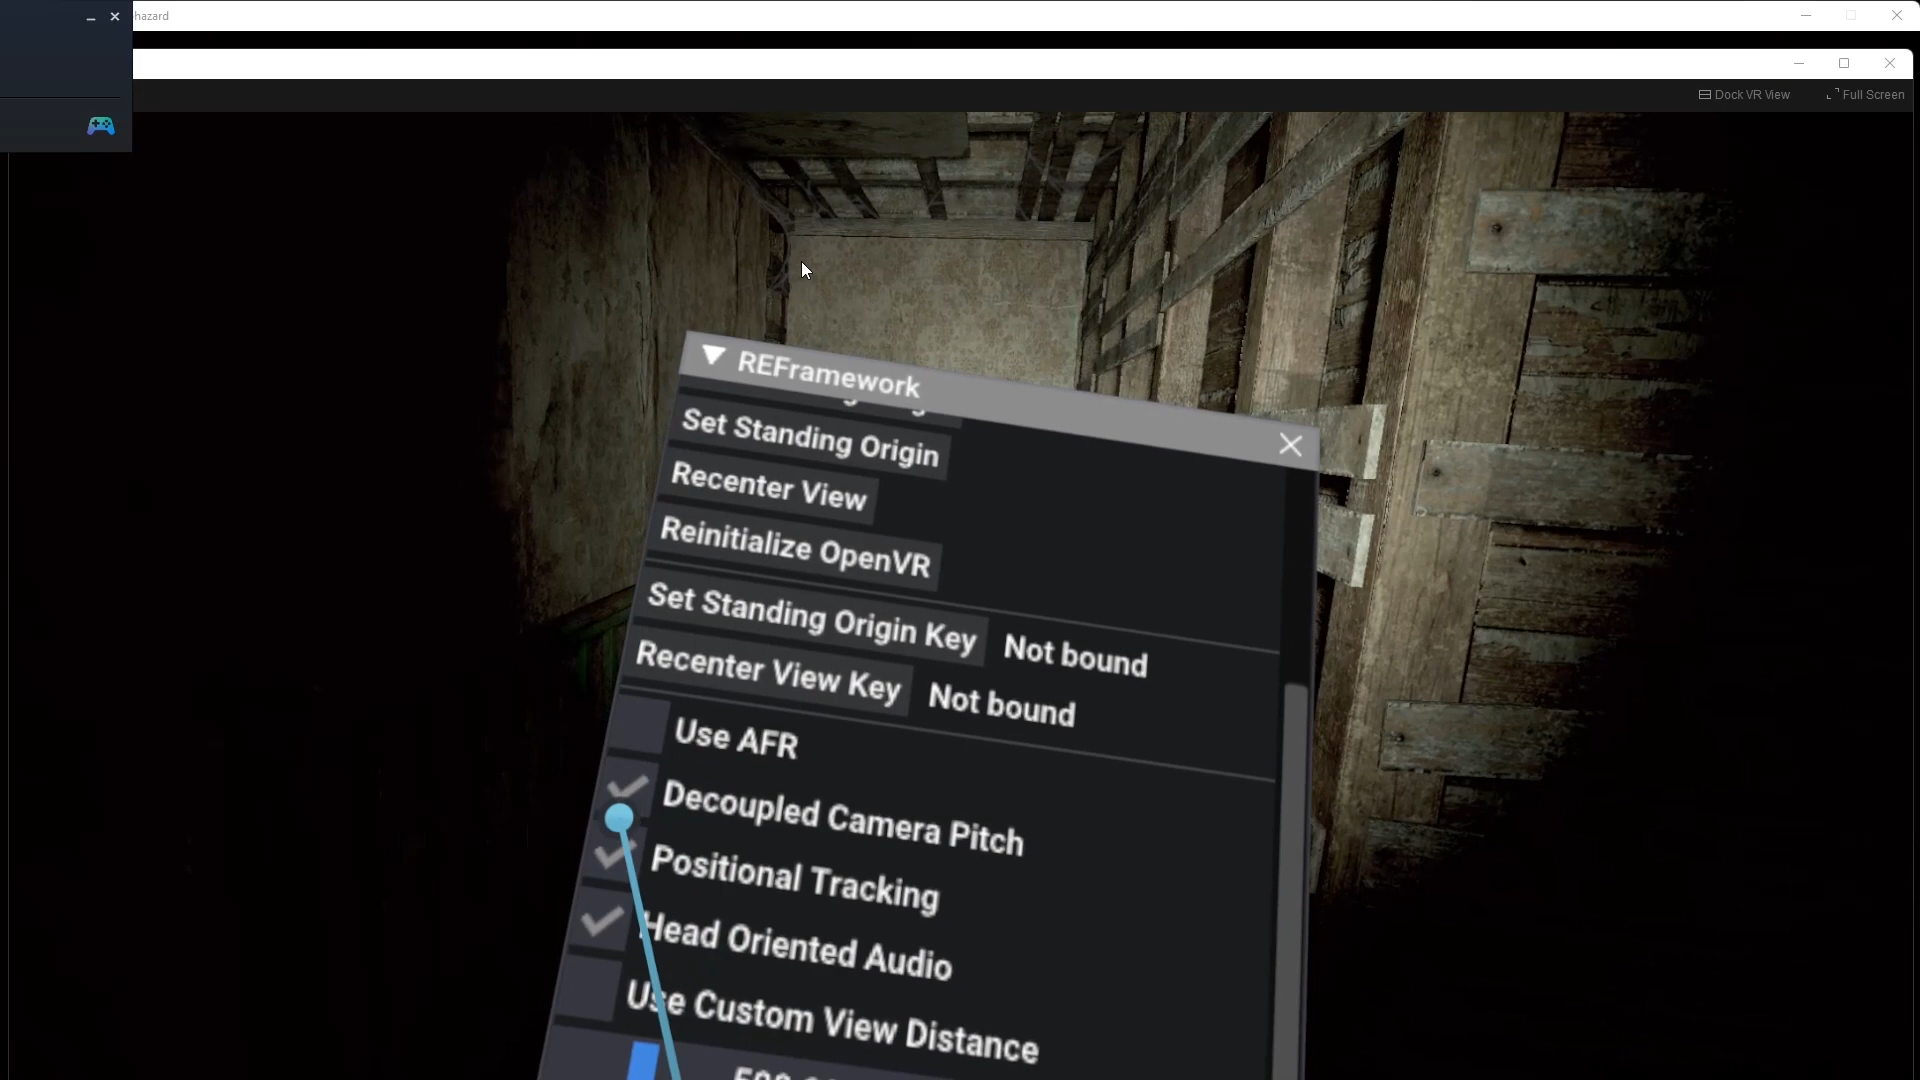 hazard
Dock VR View
Full Screen
REFramework
Set Standing Origin
Recenter View
Reinitialize OpenVR
Set Standing Origin Key Not bound
Recenter View Key Not bound
Use AFR
Decoupled Camera Pitch
Positional Tracking
Head Oriented Audio
Use Custom View Distance